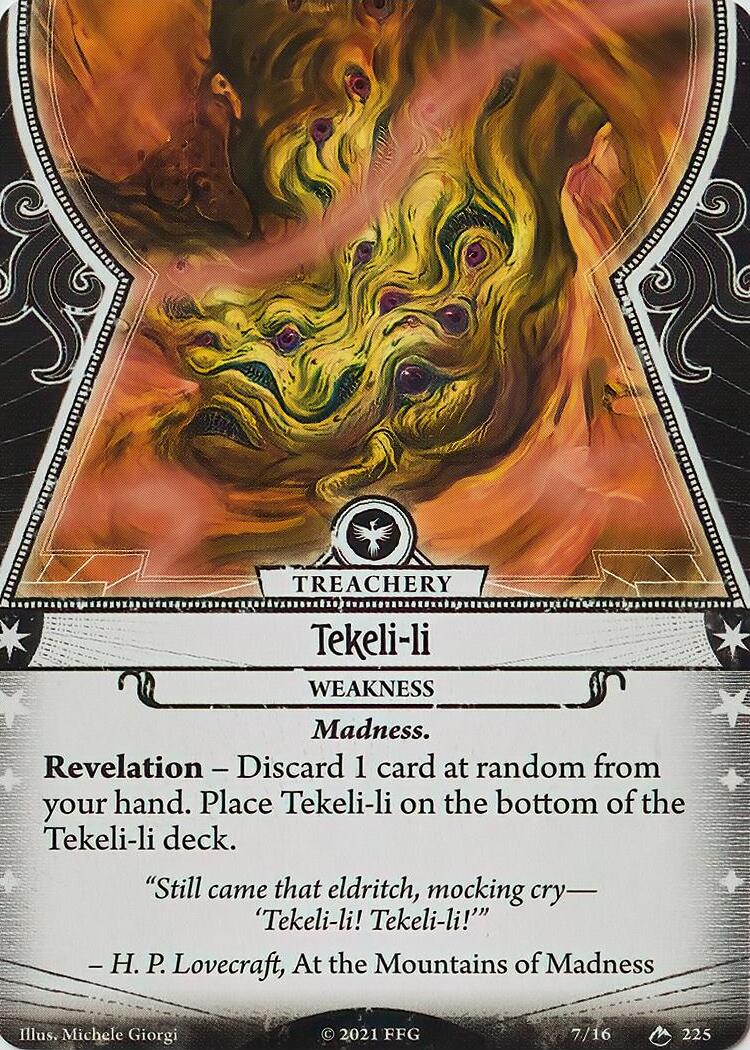 TREACHERY
Tekeli-li
WEAKNESS
Madness.
Revelation – Discard 1 card at random from
your hand. Place Tekeli-li on the bottom of the
Tekeli-li deck.
“Still came that eldritch, mocking cry—
‘Tekeli-li! Tekeli-li!’”
– H. P. Lovecraft, At the Mountains of Madness
Illus. Michele Giorgi © 2021 FFG 7/16 225